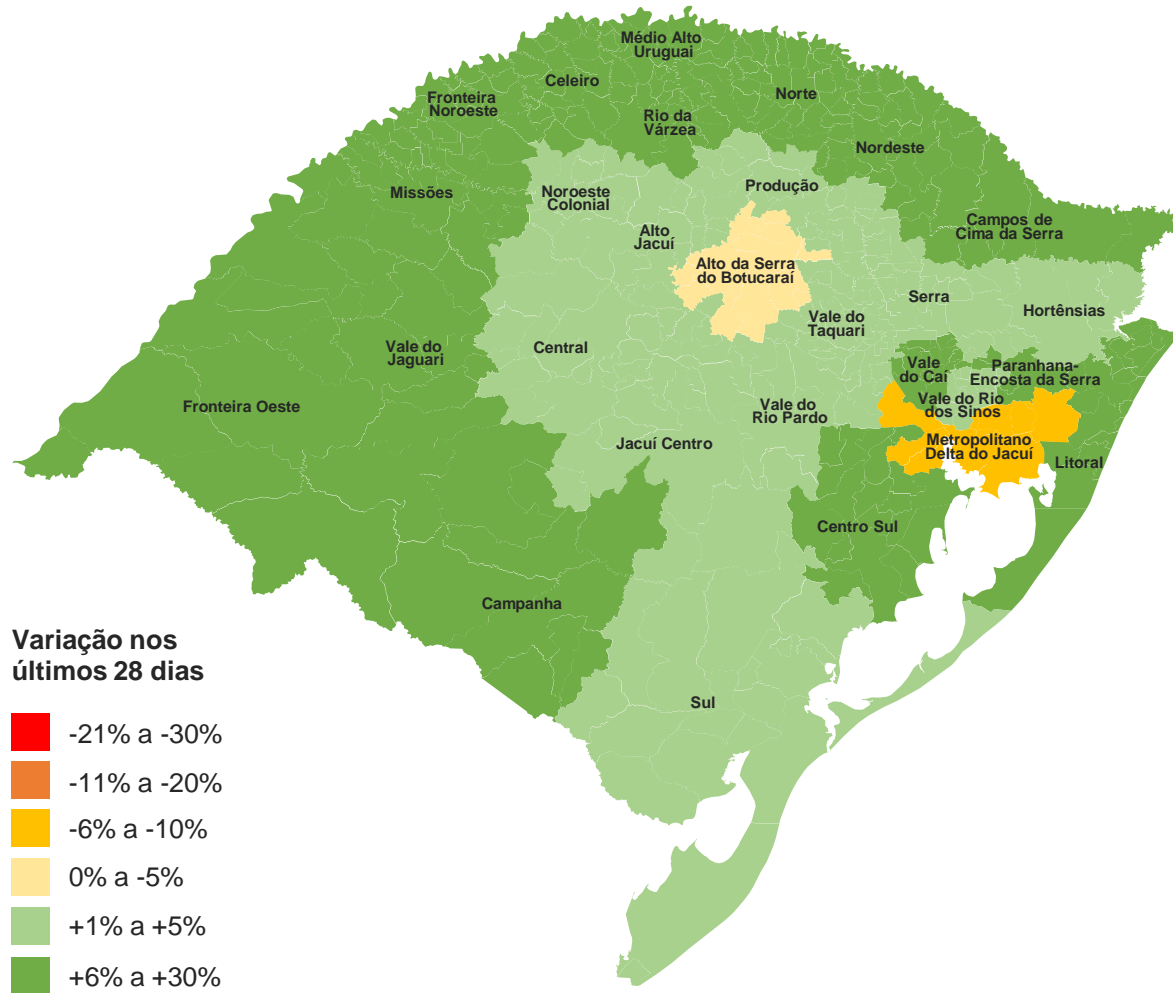 Médio Alto
Uruguai
Celeiro
Norte
Fronteira
Noroeste
Rio da
Várzea
Nordeste
Missões
Noroeste
Colonial
Produção
Alto
Jacuí
Campos de
Cima da Serra
Alto da Serra
do Botucaraí
Serra
Hortênsias
Vale do
Taquari
Central
Vale do
Jaguari
Vale
do Caí
Paranhana-
Encosta da Serra
Fronteira Oeste
Vale do
Rio Pardo
Vale do Rio
dos Sinos
Jacuí Centro
Metropolitano
Delta do Jacuí
Litoral
Centro Sul
Campanha
Sul
Variação nos
últimos 28 dias
-21% a -30%
-11% a -20%
-6% a -10%
0% a -5%
+1% a +5%
+6% a +30%